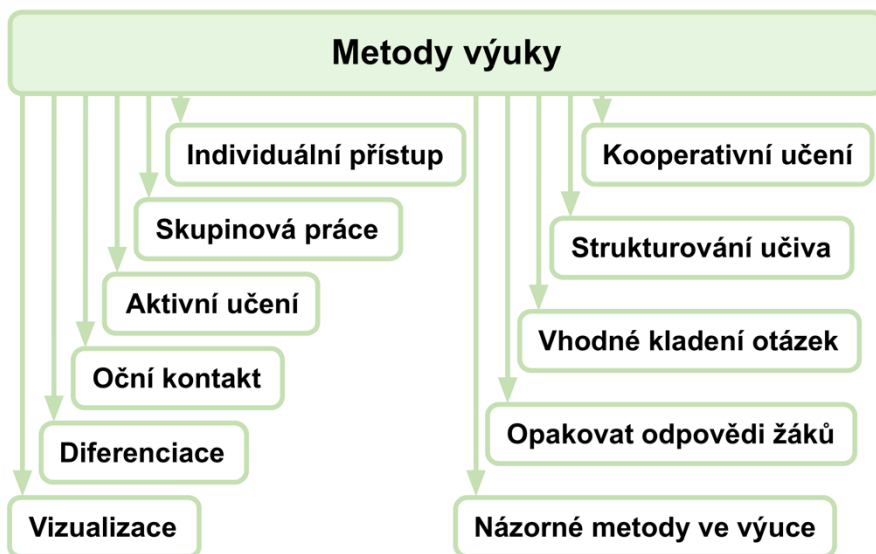 Metody výuky
Individuální přístup
Skupinová práce
Aktivní učení
Oční kontakt
Diferenciace
Vizualizace
Kooperativní učení
Strukturování učiva
Vhodné kladení otázek
Opakovat odpovědi žáků
Názorné metody ve výuce